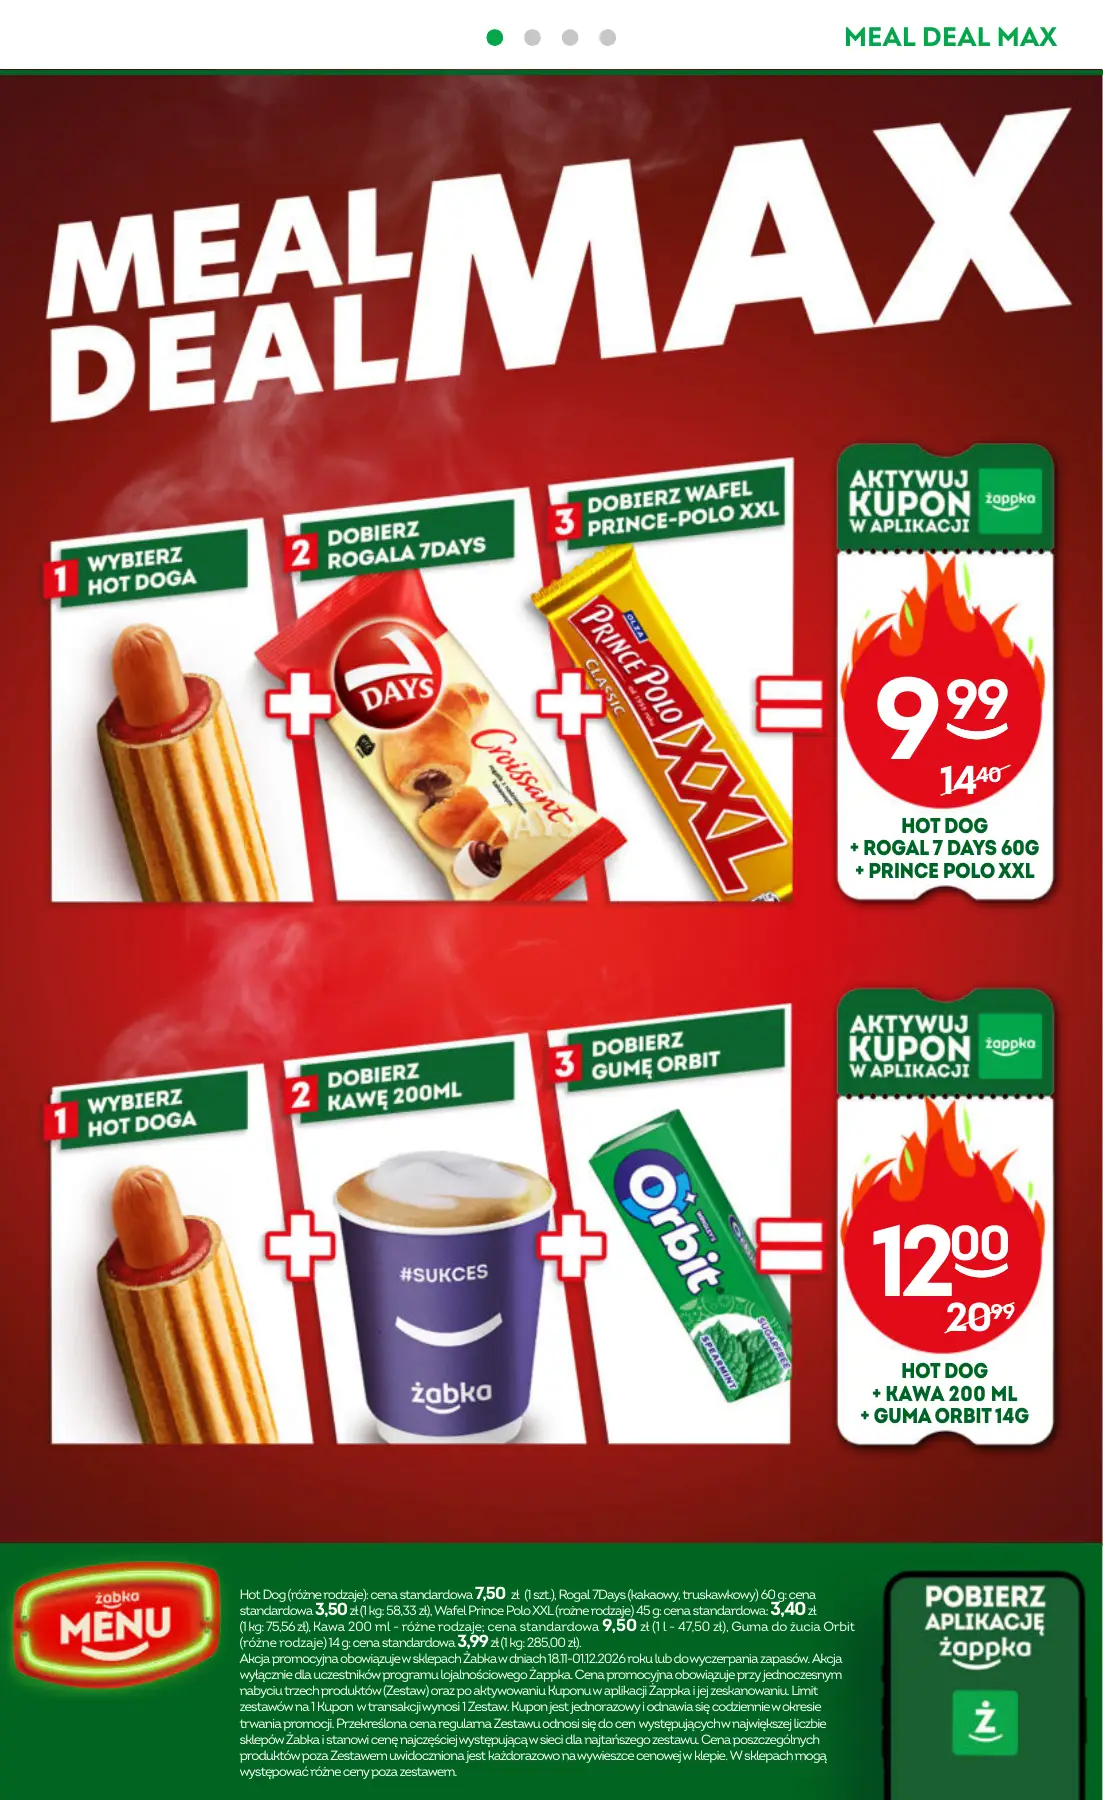 MEAL DEAL MAX
MEAL
DEAL MAX
1 WYBIERZ
HOT DOGA
2 DOBIERZ
ROGALA 7DAYS
3 DOBIERZ WAFEL
PRINCE-POLO XXL
7 DAYS
Croissant
OLZA
PRINCE POLO
CLASSIC
XXL
AKTYWUJ
KUPON
W APLIKACJI
żappka
9 99
14 40
HOT DOG
+ ROGAL 7 DAYS 60G
+ PRINCE POLO XXL
1 WYBIERZ
HOT DOGA
2 DOBIERZ
KAWĘ 200ML
3 DOBIERZ
GUMĘ ORBIT
#SUKCES
żabka
Orbit
SPEARMINT
SUGARFREE
AKTYWUJ
KUPON
W APLIKACJI
żappka
12 00
20 99
HOT DOG
+ KAWA 200 ML
+ GUMA ORBIT 14G
żabka
MENU
Hot Dog (różne rodzaje): cena standardowa 7,50 zł (1 szt.), Rogal 7Days (kakaowy, truskawkowy) 60 g: cena
standardowa 3,50 zł (1 kg: 58,33 zł), Wafel Prince Polo XXL (rożne rodzaje) 45 g: cena standardowa: 3,40 zł
(1 kg: 75,56 zł), Kawa 200 ml - różne rodzaje; cena standardowa 9,50 zł (1 l - 47,50 zł), Guma do żucia Orbit
(różne rodzaje) 14 g: cena standardowa 3,99 zł (1 kg: 285,00 zł).
Akcja promocyjna obowiązuje w sklepach Żabka w dniach 18.11-01.12.2026 roku lub do wyczerpania zapasów. Akcja
wyłącznie dla uczestników programu lojalnościowego Żappka. Cena promocyjna obowiązuje przy jednoczesnym
nabyciu trzech produktów (Zestaw) oraz po aktywowaniu Kuponu w aplikacji Żappka i jej zeskanowaniu. Limit
zestawów na 1 Kupon w transakcji wynosi 1 Zestaw. Kupon jest jednorazowy i odnawia się codziennie w okresie
trwania promocji. Przekreślona cena regularna Zestawu odnosi się do cen występujących w największej liczbie
sklepów Żabka i stanowi cenę najczęściej występującą w sieci dla najtańszego zestawu. Cena poszczególnych
produktów poza Zestawem uwidoczniona jest każdorazowo na wywieszce cenowej w klepie. W sklepach mogą
występować różne ceny poza zestawem.
POBIERZ
APLIKACJĘ
żappka
Ż